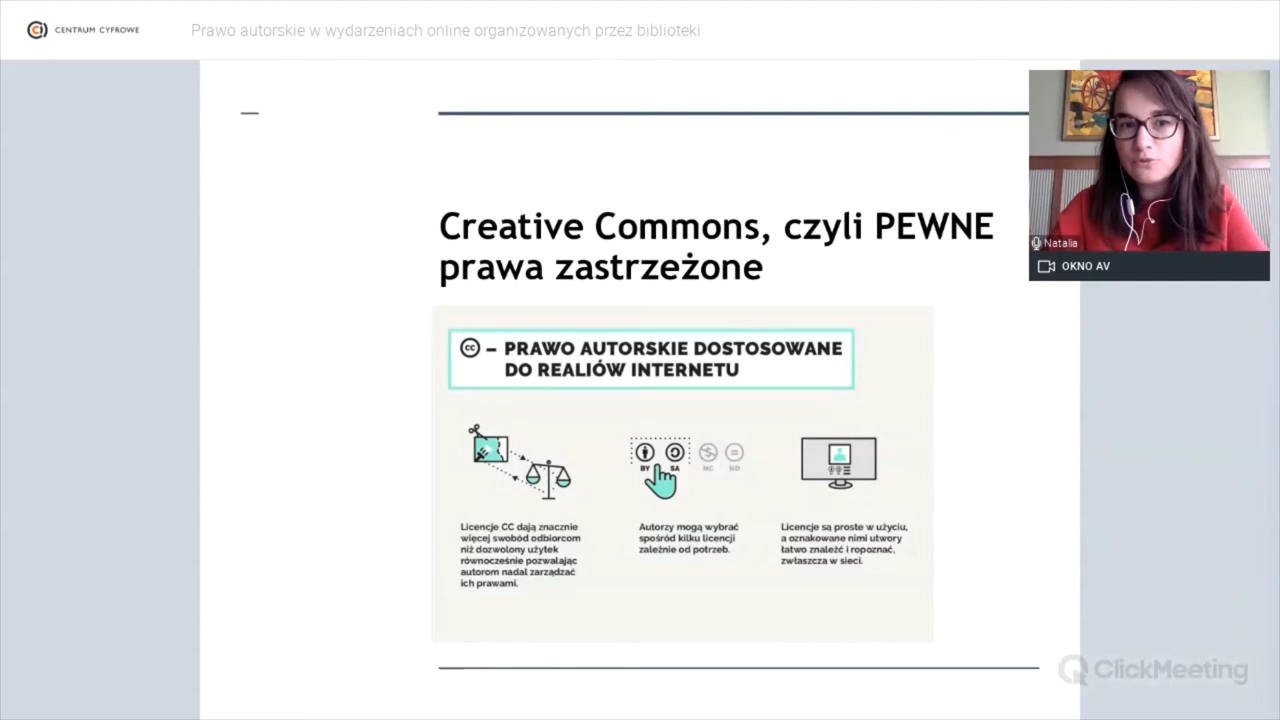 CENTRUM CYFROWE
Prawo autorskie w wydarzeniach online organizowanych przez biblioteki
Natalia
OKNO AV
Creative Commons, czyli PEWNE
prawa zastrzeżone
cc – PRAWO AUTORSKIE DOSTOSOWANE
DO REALIÓW INTERNETU
BY SA NC ND
Licencje CC dają znacznie
więcej swobód odbiorcom
niż dozwolony użytek
równocześnie pozwalając
autorom nadal zarządzać
ich prawami.
Autorzy mogą wybrać
spośród kilku licencji
zależnie od potrzeb.
Licencje są proste w użyciu,
a oznakowane nimi utwory
łatwo znaleźć i ropoznać,
zwłaszcza w sieci.
ClickMeeting